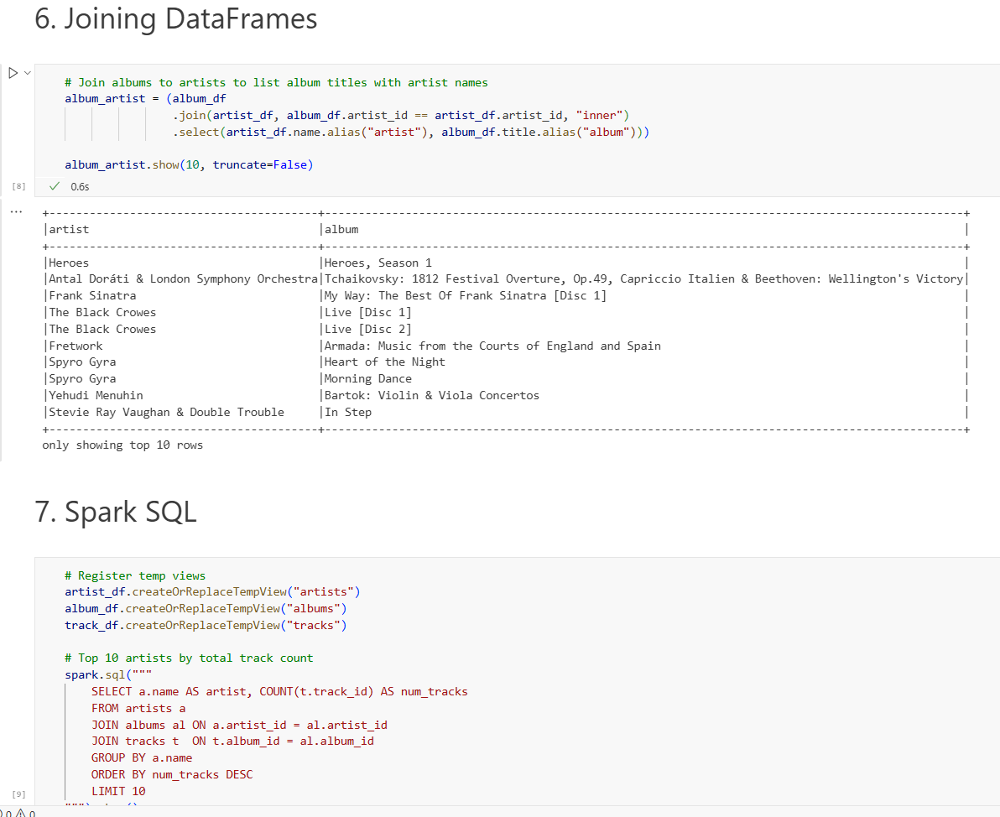 6. Joining DataFrames
# Join albums to artists to list album titles with artist names
album_artist = (album_df
.join(artist_df, album_df.artist_id == artist_df.artist_id, "inner")
.select(artist_df.name.alias("artist"), album_df.title.alias("album")))
album_artist.show(10, truncate=False)
[8] ✓ 0.6s
...
+----------------------------------------+-----------------------------------------------------------------------------------------------+
|artist |album |
+----------------------------------------+-----------------------------------------------------------------------------------------------+
|Heroes |Heroes, Season 1 |
|Antal Doráti & London Symphony Orchestra|Tchaikovsky: 1812 Festival Overture, Op.49, Capriccio Italien & Beethoven: Wellington's Victory|
|Frank Sinatra |My Way: The Best Of Frank Sinatra [Disc 1] |
|The Black Crowes |Live [Disc 1] |
|The Black Crowes |Live [Disc 2] |
|Fretwork |Armada: Music from the Courts of England and Spain |
|Spyro Gyra |Heart of the Night |
|Spyro Gyra |Morning Dance |
|Yehudi Menuhin |Bartok: Violin & Viola Concertos |
|Stevie Ray Vaughan & Double Trouble |In Step |
+----------------------------------------+-----------------------------------------------------------------------------------------------+
only showing top 10 rows
7. Spark SQL
# Register temp views
artist_df.createOrReplaceTempView("artists")
album_df.createOrReplaceTempView("albums")
track_df.createOrReplaceTempView("tracks")
# Top 10 artists by total track count
spark.sql("""
SELECT a.name AS artist, COUNT(t.track_id) AS num_tracks
FROM artists a
JOIN albums al ON a.artist_id = al.artist_id
JOIN tracks t  ON t.album_id = al.album_id
GROUP BY a.name
ORDER BY num_tracks DESC
LIMIT 10
[9]
0 0